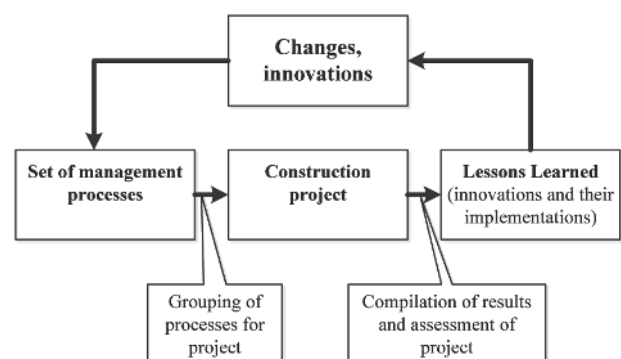 Changes,
innovations
Set of management
processes
Construction
project
Lessons Learned
(innovations and their
implementations)
Grouping of
processes for
project
Compilation of results
and assessment of
project